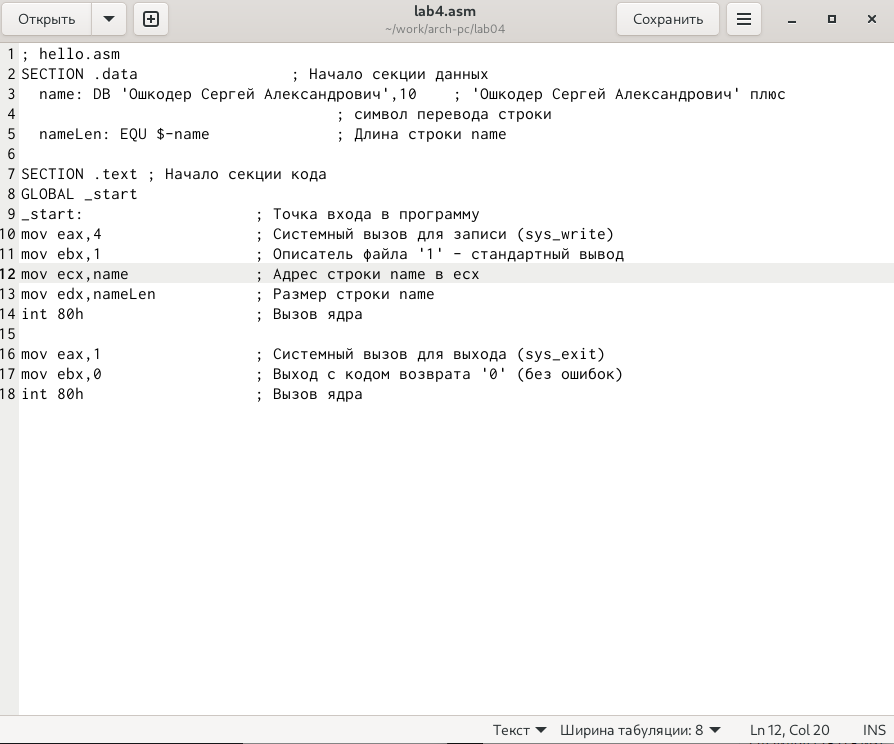 Открыть
lab4.asm
~/work/arch-pc/lab04
Сохранить
1 ; hello.asm
2 SECTION .data ; Начало секции данных
3 name: DB 'Ошкодер Сергей Александрович',10 ; 'Ошкодер Сергей Александрович' плюс
4 ; символ перевода строки
5 nameLen: EQU $-name ; Длина строки name
6
7 SECTION .text ; Начало секции кода
8 GLOBAL _start
9 _start: ; Точка входа в программу
10 mov eax,4 ; Системный вызов для записи (sys_write)
11 mov ebx,1 ; Описатель файла '1' - стандартный вывод
12 mov ecx,name ; Адрес строки name в ecx
13 mov edx,nameLen ; Размер строки name
14 int 80h ; Вызов ядра
15
16 mov eax,1 ; Системный вызов для выхода (sys_exit)
17 mov ebx,0 ; Выход с кодом возврата '0' (без ошибок)
18 int 80h ; Вызов ядра
Текст Ширина табуляции: 8 Ln 12, Col 20 INS